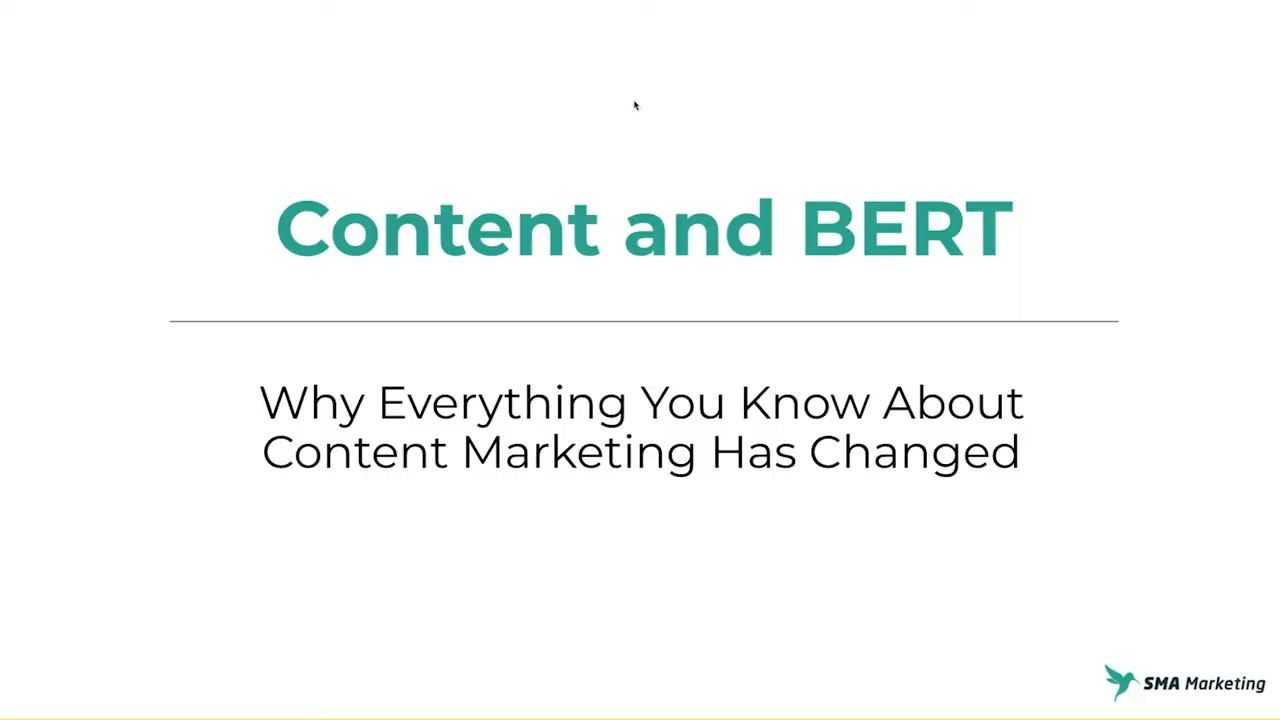 Content and BERT
Why Everything You Know About
Content Marketing Has Changed
SMA Marketing